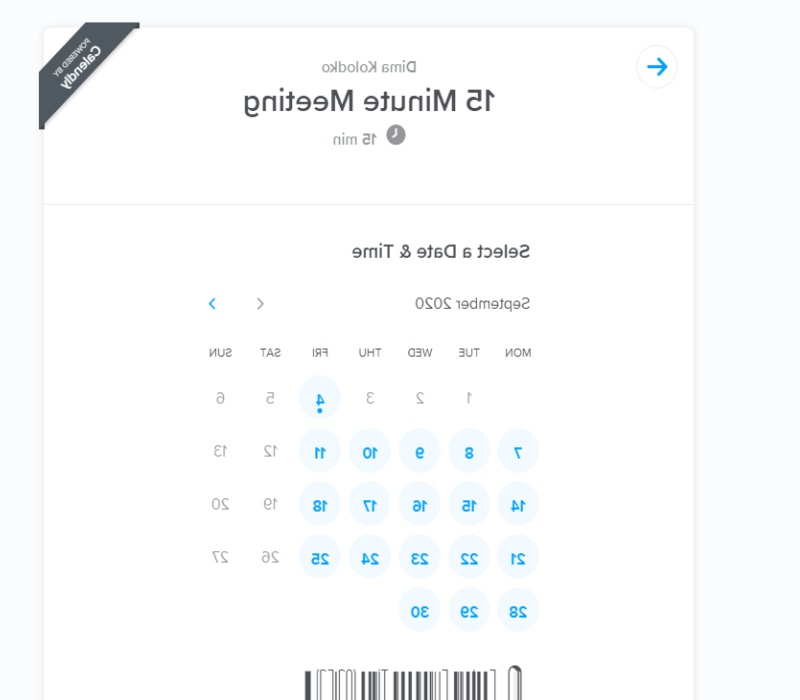 POWERED BY
Calendly
Dima Kolodko
15 Minute Meeting
15 min
Select a Date & Time
September 2020
MON TUE WED THU FRI SAT SUN
1 2 3 4 5 6
7 8 9 10 11 12 13
14 15 16 17 18 19 20
21 22 23 24 25 26 27
28 29 30